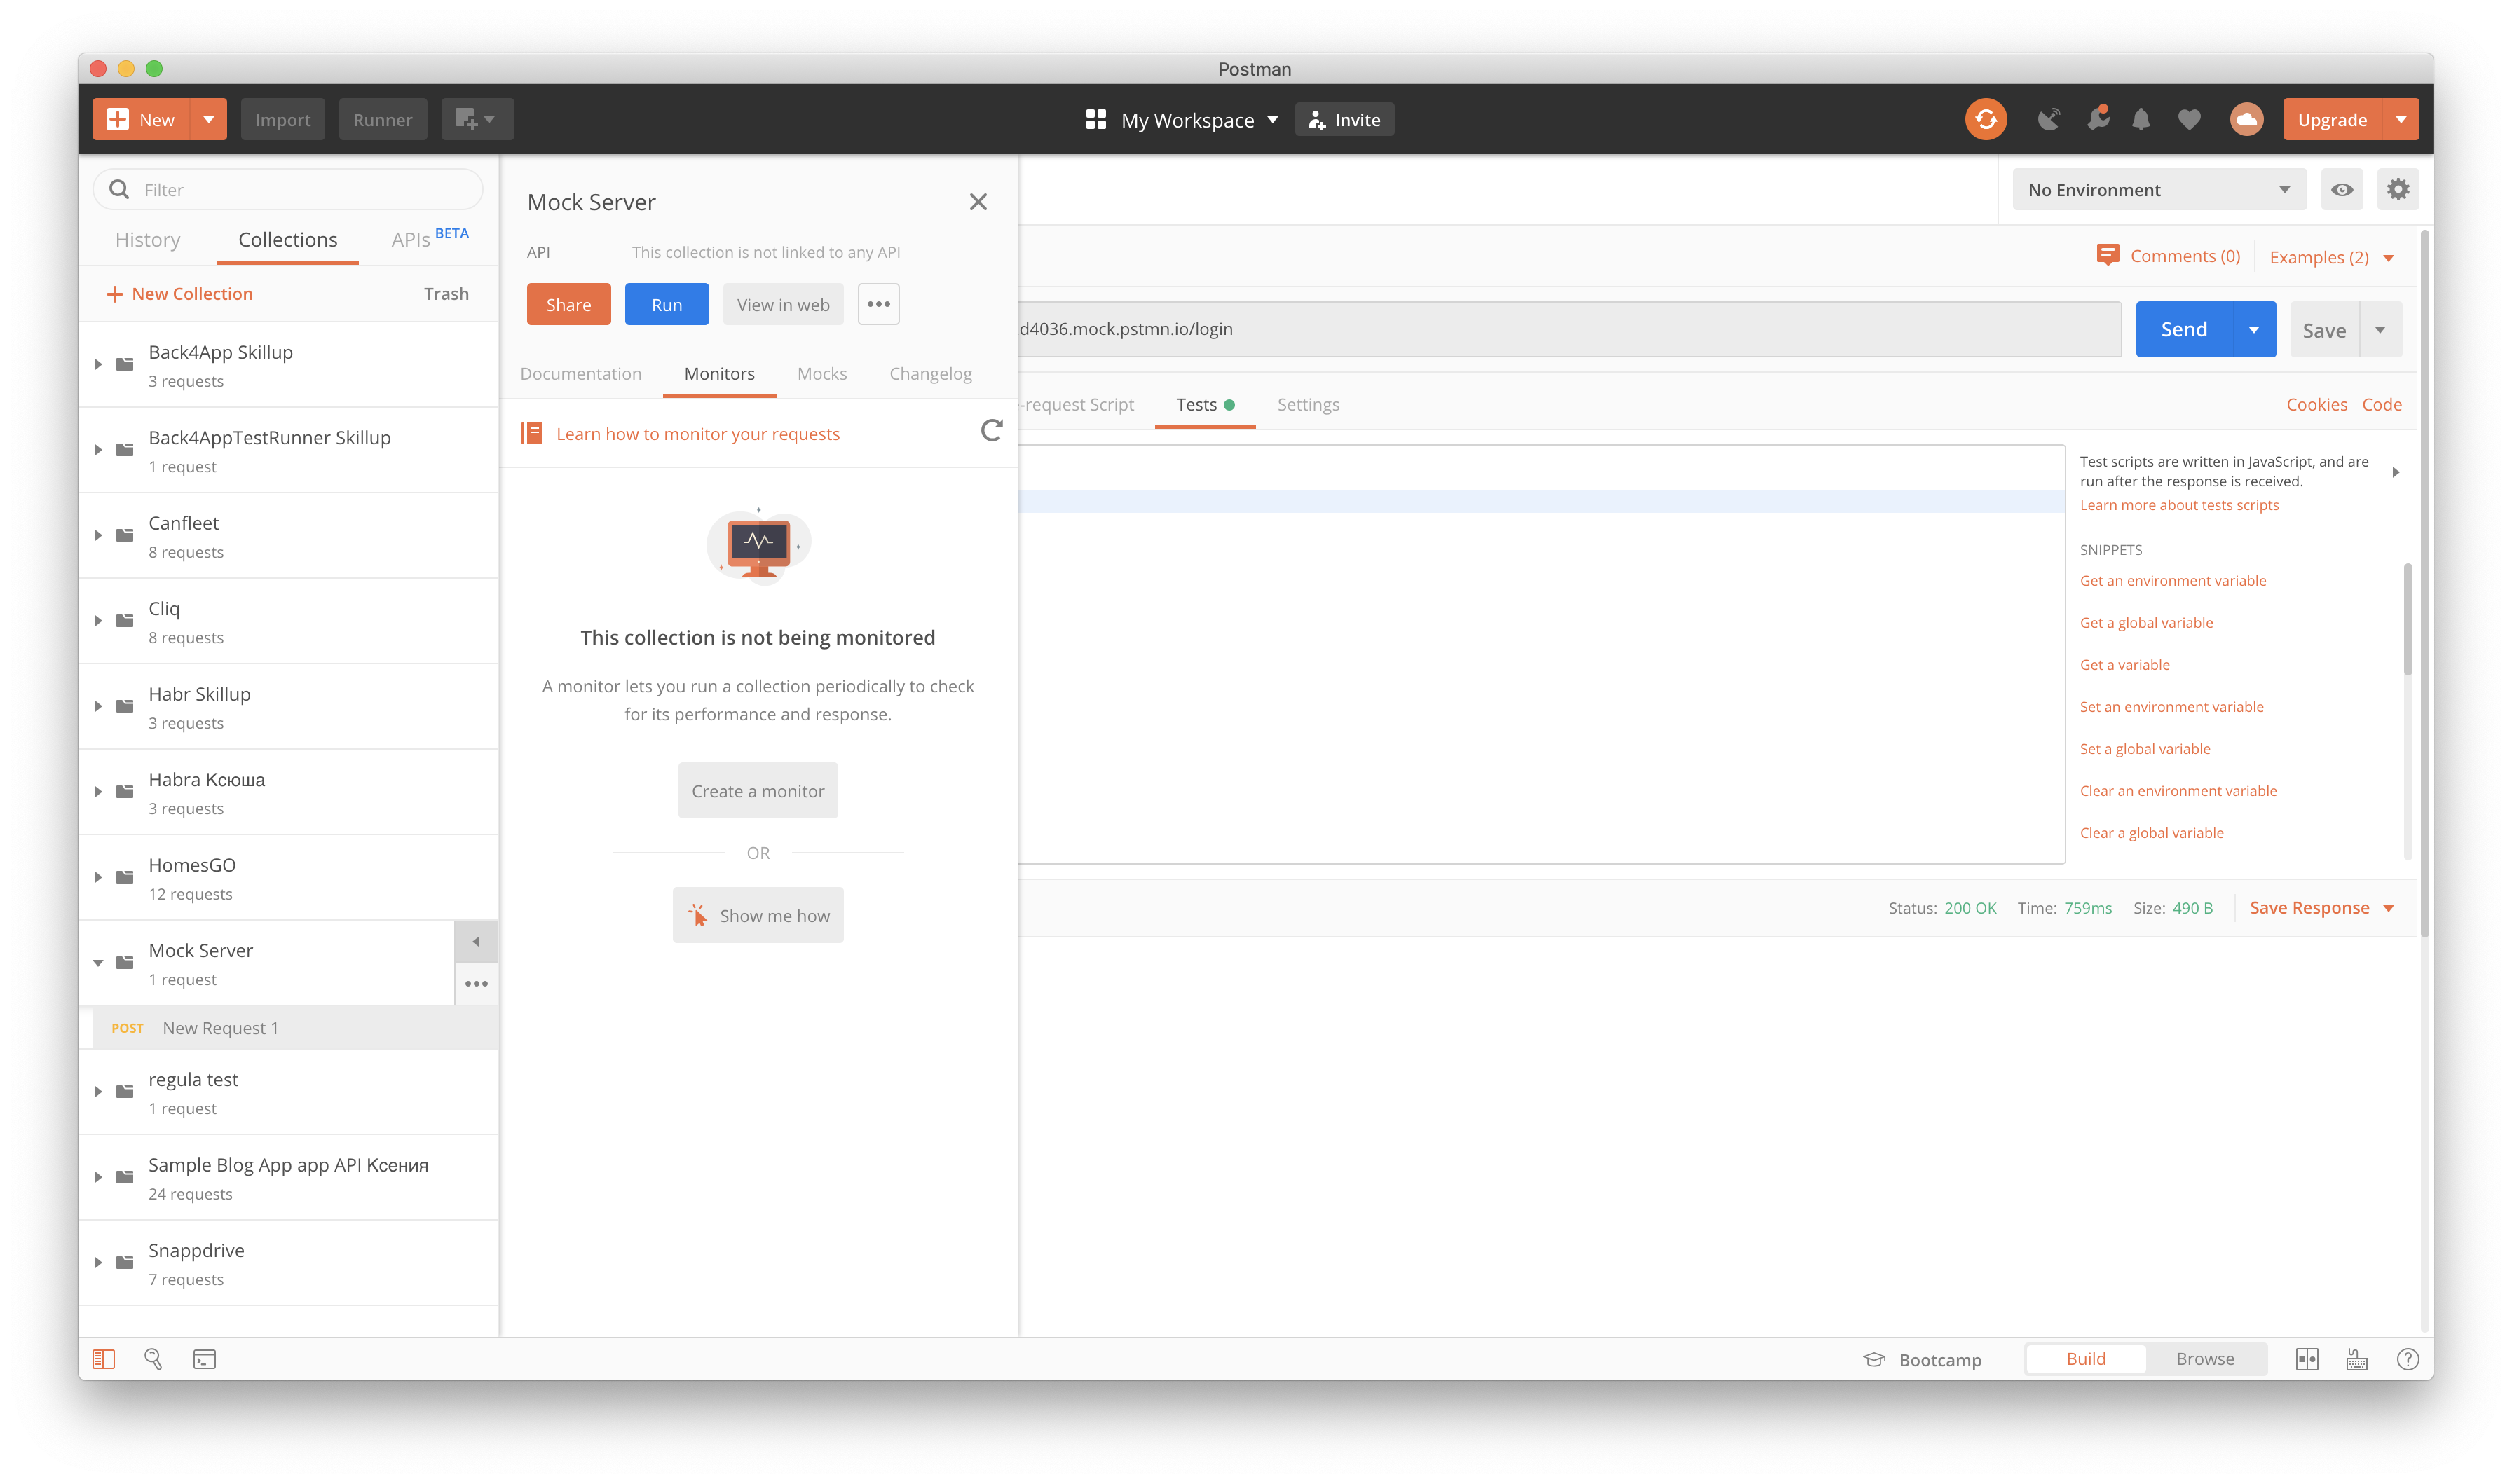 Postman
New
Import
Runner
My Workspace
Invite
Upgrade
Filter
History
Collections
APIs BETA
New Collection
Trash
Back4App Skillup
3 requests
Back4AppTestRunner Skillup
1 request
Canfleet
8 requests
Cliq
8 requests
Habr Skillup
3 requests
Habra Ксюша
3 requests
HomesGO
12 requests
Mock Server
1 request
POST New Request 1
regula test
1 request
Sample Blog App app API Ксения
24 requests
Snappdrive
7 requests
Mock Server
API This collection is not linked to any API
Share
Run
View in web
Documentation
Monitors
Mocks
Changelog
Learn how to monitor your requests
This collection is not being monitored
A monitor lets you run a collection periodically to check
for its performance and response.
Create a monitor
OR
Show me how
No Environment
Comments (0)
Examples (2)
d4036.mock.pstmn.io/login
Send
Save
-request Script
Tests
Settings
Cookies
Code
Test scripts are written in JavaScript, and are
run after the response is received.
Learn more about tests scripts
SNIPPETS
Get an environment variable
Get a global variable
Get a variable
Set an environment variable
Set a global variable
Clear an environment variable
Clear a global variable
Status: 200 OK
Time: 759ms
Size: 490 B
Save Response
Bootcamp
Build
Browse